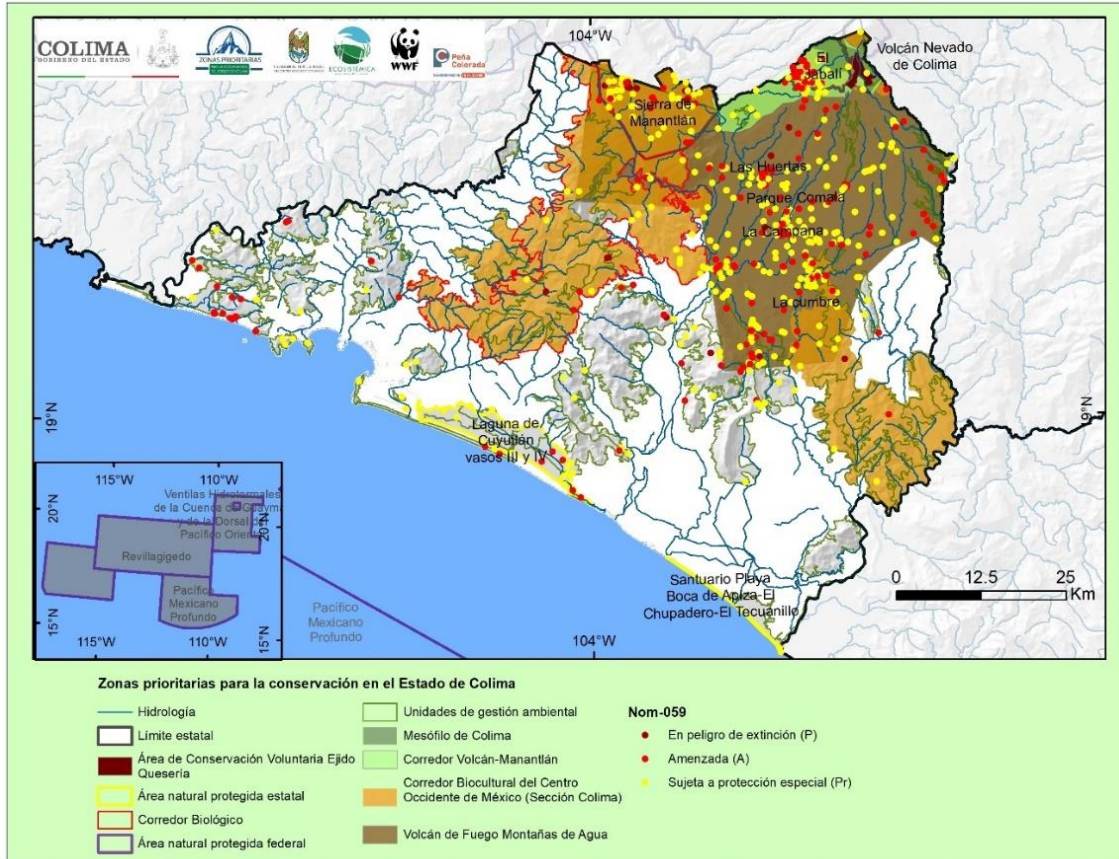 COLIMA
GOBIERNO DEL ESTADO
ZONAS PRIORITARIAS
ECOSISTÉMICA
WWF
Peña
Colorada
104°W
Volcán Nevado
de Colima
El
Jabalí
Sierra de
Manantlán
Las Huertas
Parque Comala
La Campana
La cumbre
19°N
19°N
Laguna de
Cuyutlán
vasos III y IV
Santuario Playa
Boca de Apiza-El
Chupadero-El Tecuanillo
0 12.5 25
Km
104°W
Pacífico
Mexicano
Profundo
115°W 110°W
20°N
20°N
Ventilas Hidrotermales
de la Cuenca de Guayma
y de la Dorsal del
Pacífico Orient
Revillagigedo
Pacífico
Mexicano
Profundo
15°N
15°N
115°W 110°W
Zonas prioritarias para la conservación en el Estado de Colima
Hidrología
Límite estatal
Área de Conservación Voluntaria Ejido
Quesería
Área natural protegida estatal
Corredor Biológico
Área natural protegida federal
Unidades de gestión ambiental
Mesófilo de Colima
Corredor Volcán-Manantlán
Corredor Biocultural del Centro
Occidente de México (Sección Colima)
Volcán de Fuego Montañas de Agua
Nom-059
En peligro de extinción (P)
Amenzada (A)
Sujeta a protección especial (Pr)